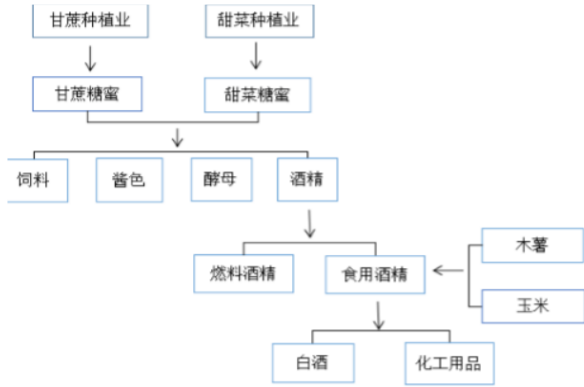 甘蔗种植业
甜菜种植业
甘蔗糖蜜
甜菜糖蜜
饲料
酱色
酵母
酒精
燃料酒精
食用酒精
木薯
玉米
白酒
化工用品